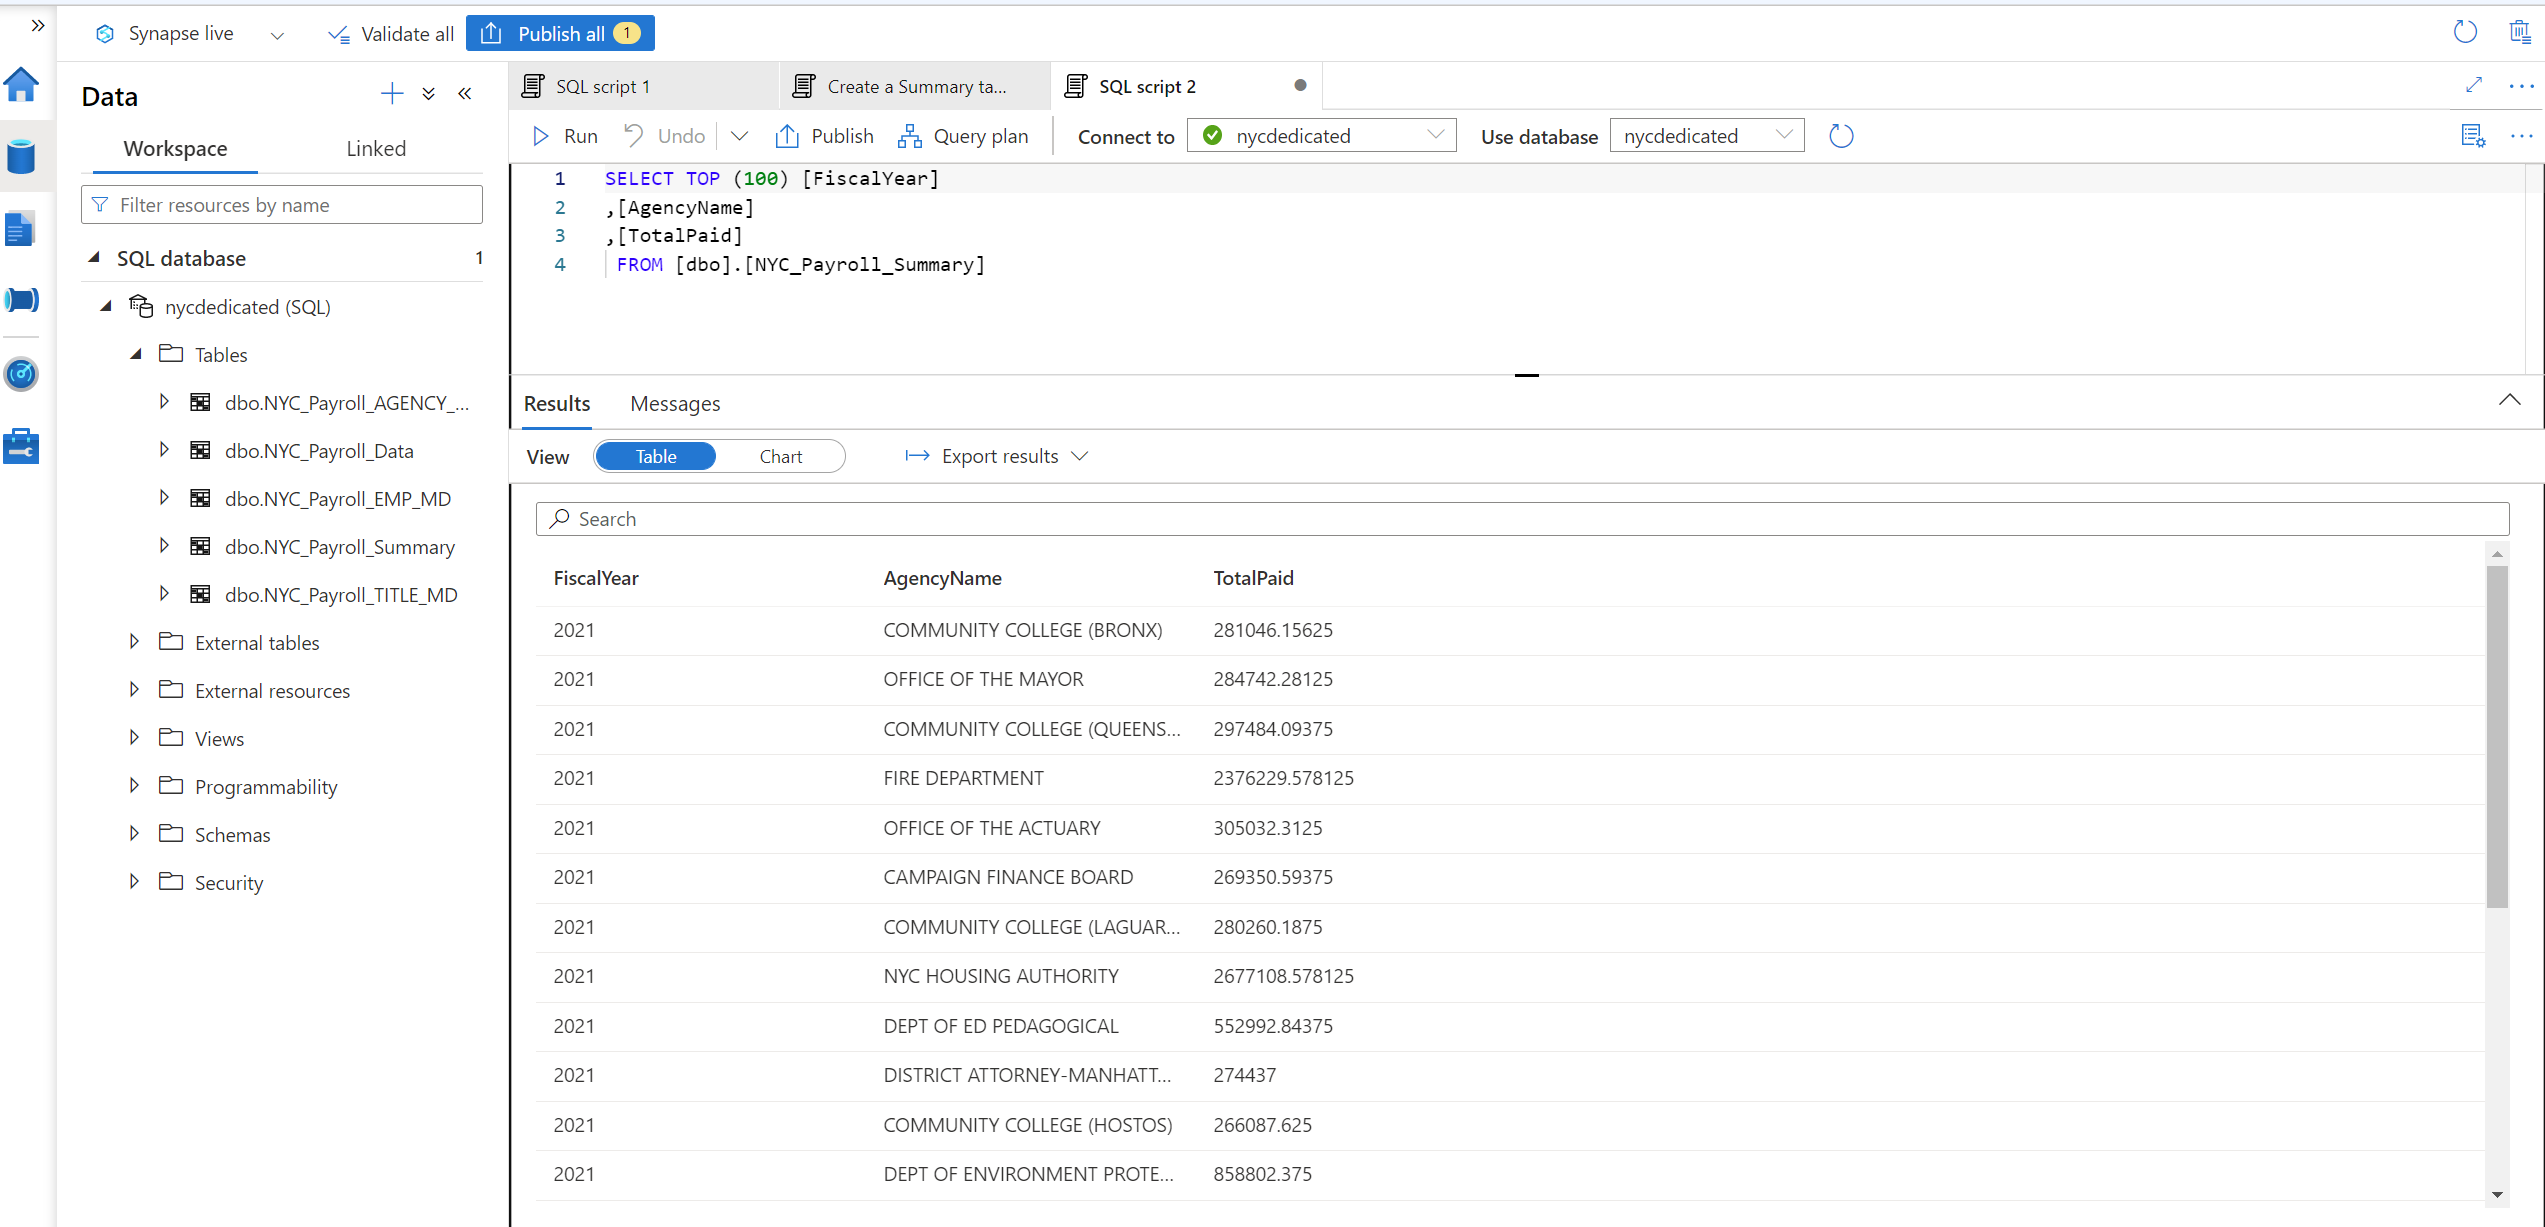 Synapse live
Validate all
Publish all
1
Data
Workspace
Linked
Filter resources by name
SQL database
1
nycdedicated (SQL)
Tables
dbo.NYC_Payroll_AGENCY_...
dbo.NYC_Payroll_Data
dbo.NYC_Payroll_EMP_MD
dbo.NYC_Payroll_Summary
dbo.NYC_Payroll_TITLE_MD
External tables
External resources
Views
Programmability
Schemas
Security
SQL script 1
Create a Summary ta...
SQL script 2
Run
Undo
Publish
Query plan
Connect to
nycdedicated
Use database
nycdedicated
1 SELECT TOP (100) [FiscalYear]
2 ,[AgencyName]
3 ,[TotalPaid]
4 FROM [dbo].[NYC_Payroll_Summary]
Results
Messages
View
Table
Chart
Export results
Search
FiscalYear AgencyName TotalPaid
2021 COMMUNITY COLLEGE (BRONX) 281046.15625
2021 OFFICE OF THE MAYOR 284742.28125
2021 COMMUNITY COLLEGE (QUEENS... 297484.09375
2021 FIRE DEPARTMENT 2376229.578125
2021 OFFICE OF THE ACTUARY 305032.3125
2021 CAMPAIGN FINANCE BOARD 269350.59375
2021 COMMUNITY COLLEGE (LAGUAR... 280260.1875
2021 NYC HOUSING AUTHORITY 2677108.578125
2021 DEPT OF ED PEDAGOGICAL 552992.84375
2021 DISTRICT ATTORNEY-MANHATT... 274437
2021 COMMUNITY COLLEGE (HOSTOS) 266087.625
2021 DEPT OF ENVIRONMENT PROTE... 858802.375